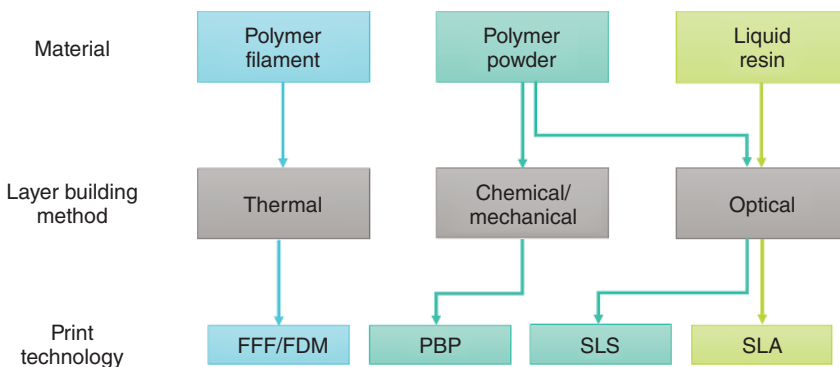 Material
Polymer
filament
Polymer
powder
Liquid
resin
Layer building
method
Thermal
Chemical/
mechanical
Optical
Print
technology
FFF/FDM
PBP
SLS
SLA